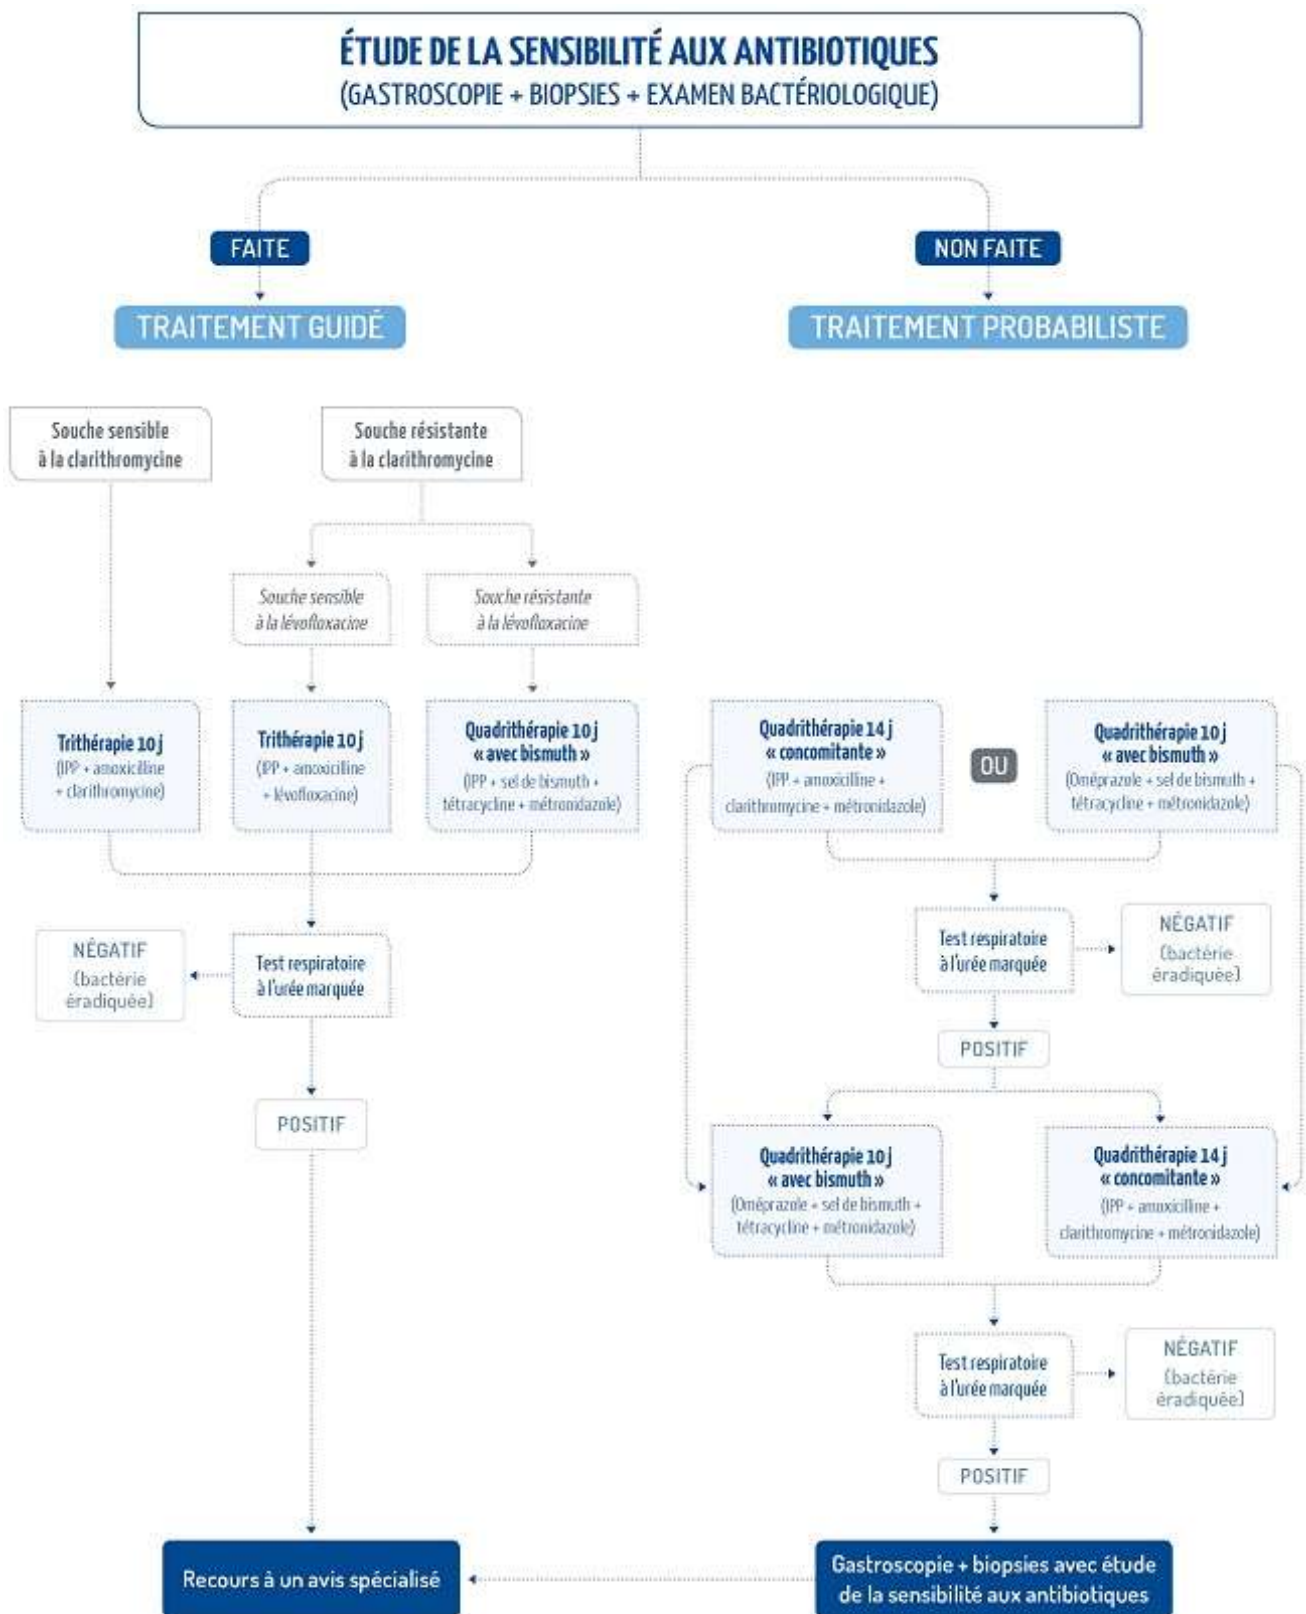 ÉTUDE DE LA SENSIBILITÉ AUX ANTIBIOTIQUES
(GASTROSCOPIE + BIOPSIES + EXAMEN BACTÉRIOLOGIQUE)
FAITE
NON FAITE
TRAITEMENT GUIDÉ
TRAITEMENT PROBABILISTE
Souche sensible
à la clarithromycine
Souche résistante
à la clarithromycine
Souche sensible
à la lévofloxacine
Souche résistante
à la lévofloxacine
Trithérapie 10 j
(IPP + amoxicilline
+ clarithromycine)
Trithérapie 10 j
(IPP + amoxiciline
+ lévofloxacine)
Quadrithérapie 10 j
« avec bismuth »
(IPP + sel de bismuth +
tétracycline + métronidazole)
Quadrithérapie 14 j
« concomitante »
(IPP + amoxicilline +
clarithromycine + métronidazole)
OU
Quadrithérapie 10 j
« avec bismuth »
(Oméprazole + sel de bismuth +
tétracycline + métronidazole)
NÉGATIF
(bactérie
éradiquée)
Test respiratoire
à l'urée marquée
Test respiratoire
à l'urée marquée
NÉGATIF
(bactérie
éradiquée)
POSITIF
POSITIF
Quadrithérapie 10 j
« avec bismuth »
(Oméprazole + sel de bismuth +
tétracycline + métronidazole)
Quadrithérapie 14 j
« concomitante »
(IPP + amoxicilline +
clarithromycine + métronidazole)
Test respiratoire
à l'urée marquée
NÉGATIF
(bactérie
éradiquée)
POSITIF
Recours à un avis spécialisé
Gastroscopie + biopsies avec étude
de la sensibilité aux antibiotiques